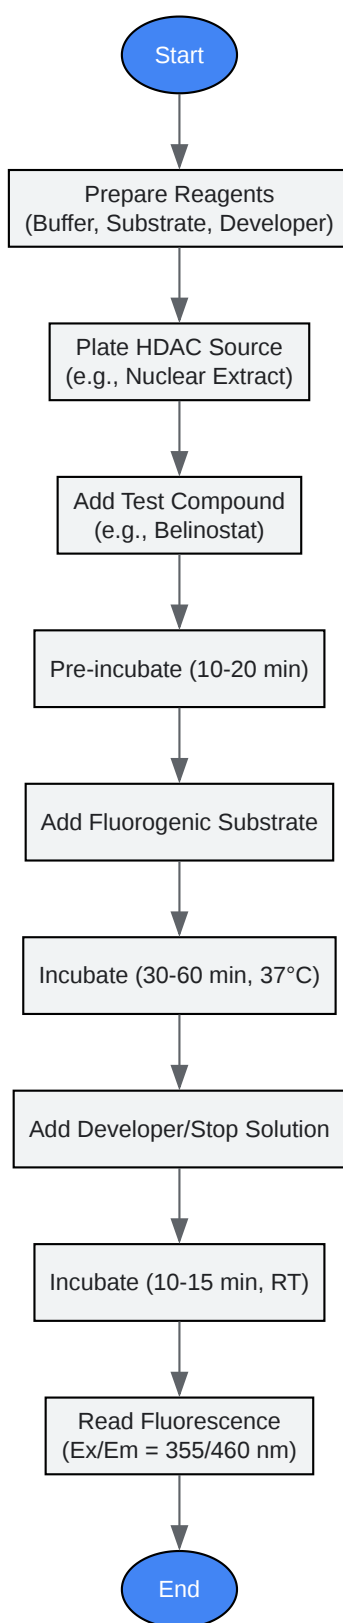 Start
Prepare Reagents
(Buffer, Substrate, Developer)
Plate HDAC Source
(e.g., Nuclear Extract)
Add Test Compound
(e.g., Belinostat)
Pre-incubate (10-20 min)
Add Fluorogenic Substrate
Incubate (30-60 min, 37°C)
Add Developer/Stop Solution
Incubate (10-15 min, RT)
Read Fluorescence
(Ex/Em = 355/460 nm)
End